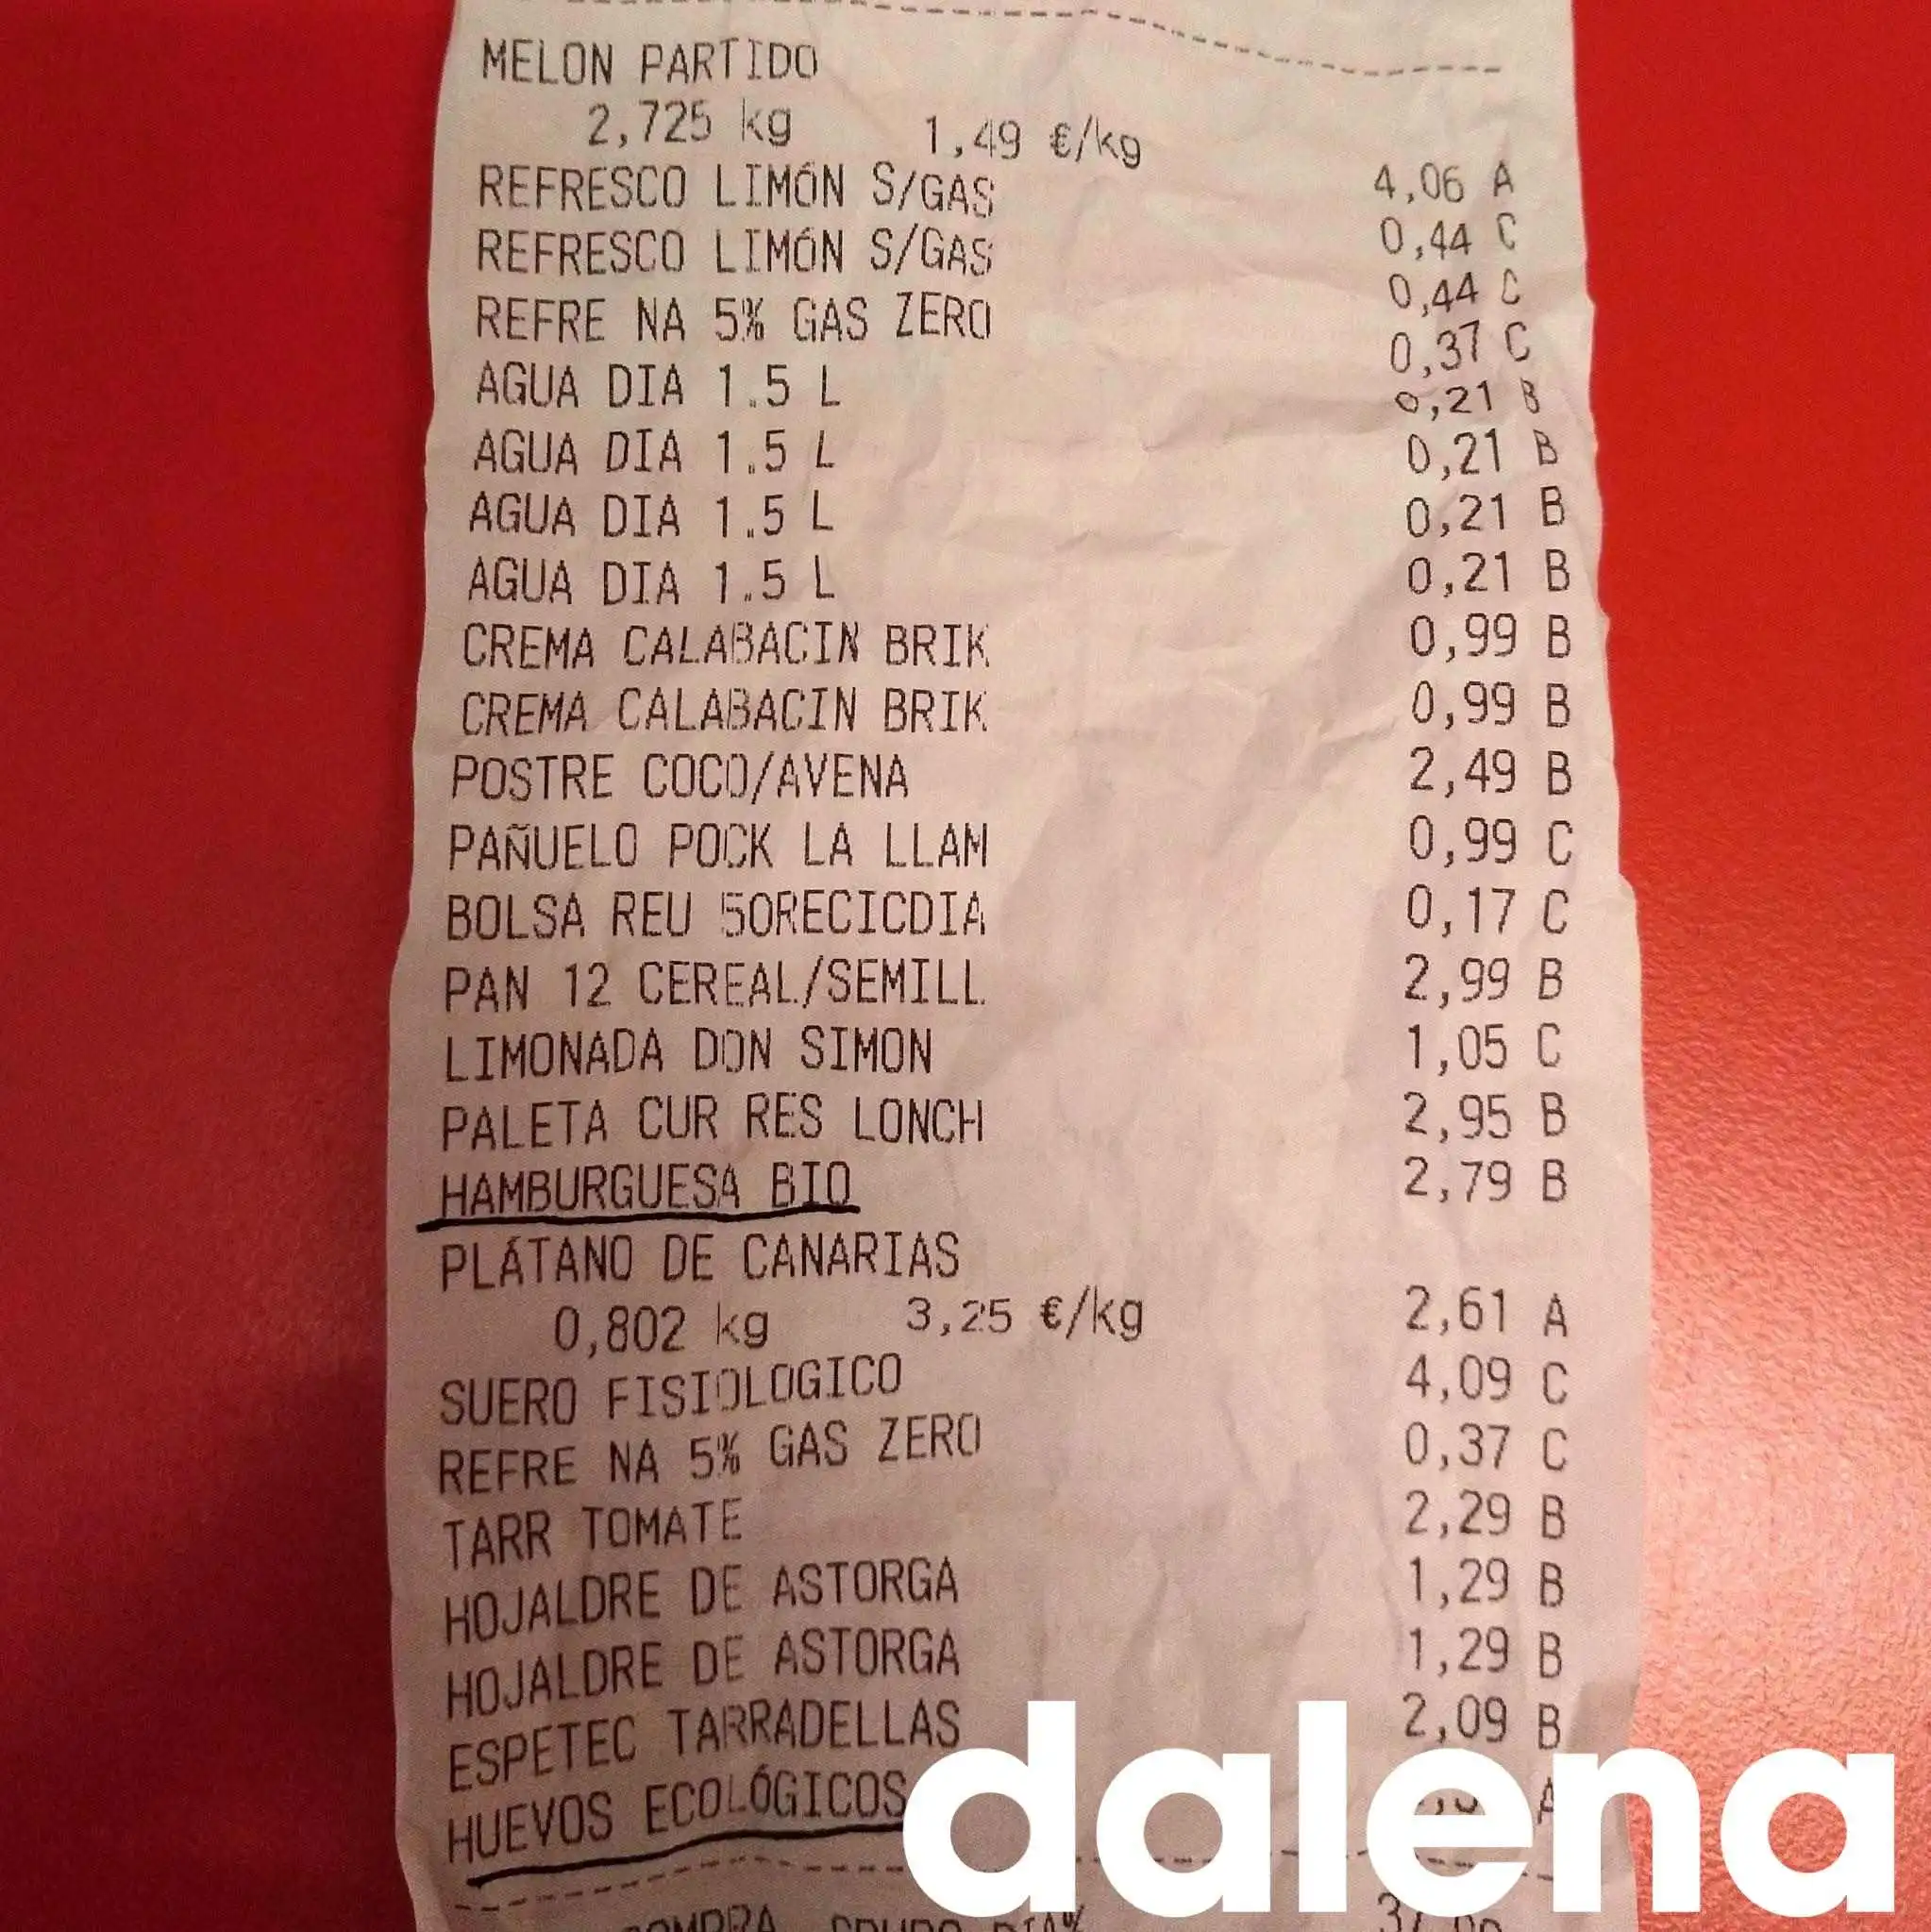 MELON PARTIDO
2,725 kg 1,49 €/kg 4,06 A
REFRESCO LIMÓN S/GAS 0,44 C
REFRESCO LIMÓN S/GAS 0,44 C
REFRE NA 5% GAS ZERO 0,37 C
AGUA DIA 1.5 L 0,21 B
AGUA DIA 1.5 L 0,21 B
AGUA DIA 1.5 L 0,21 B
AGUA DIA 1.5 L 0,21 B
CREMA CALABACIN BRIK 0,99 B
CREMA CALABACIN BRIK 0,99 B
POSTRE COCO/AVENA 2,49 B
PAÑUELO POCK LA LLAM 0,99 C
BOLSA REU 50RECICDIA 0,17 C
PAN 12 CEREAL/SEMILL 2,99 B
LIMONADA DON SIMON 1,05 C
PALETA CUR RES LONCH 2,95 B
HAMBURGUESA BIO 2,79 B
PLÁTANO DE CANARIAS
0,802 kg 3,25 €/kg 2,61 A
SUERO FISIOLOGICO 4,09 C
REFRE NA 5% GAS ZERO 0,37 C
TARR TOMATE 2,29 B
HOJALDRE DE ASTORGA 1,29 B
HOJALDRE DE ASTORGA 1,29 B
ESPETEC TARRADELLAS 2,09 B
HUEVOS ECOLÓGICOS A
dalena
COMPRA GRUPO DIA%